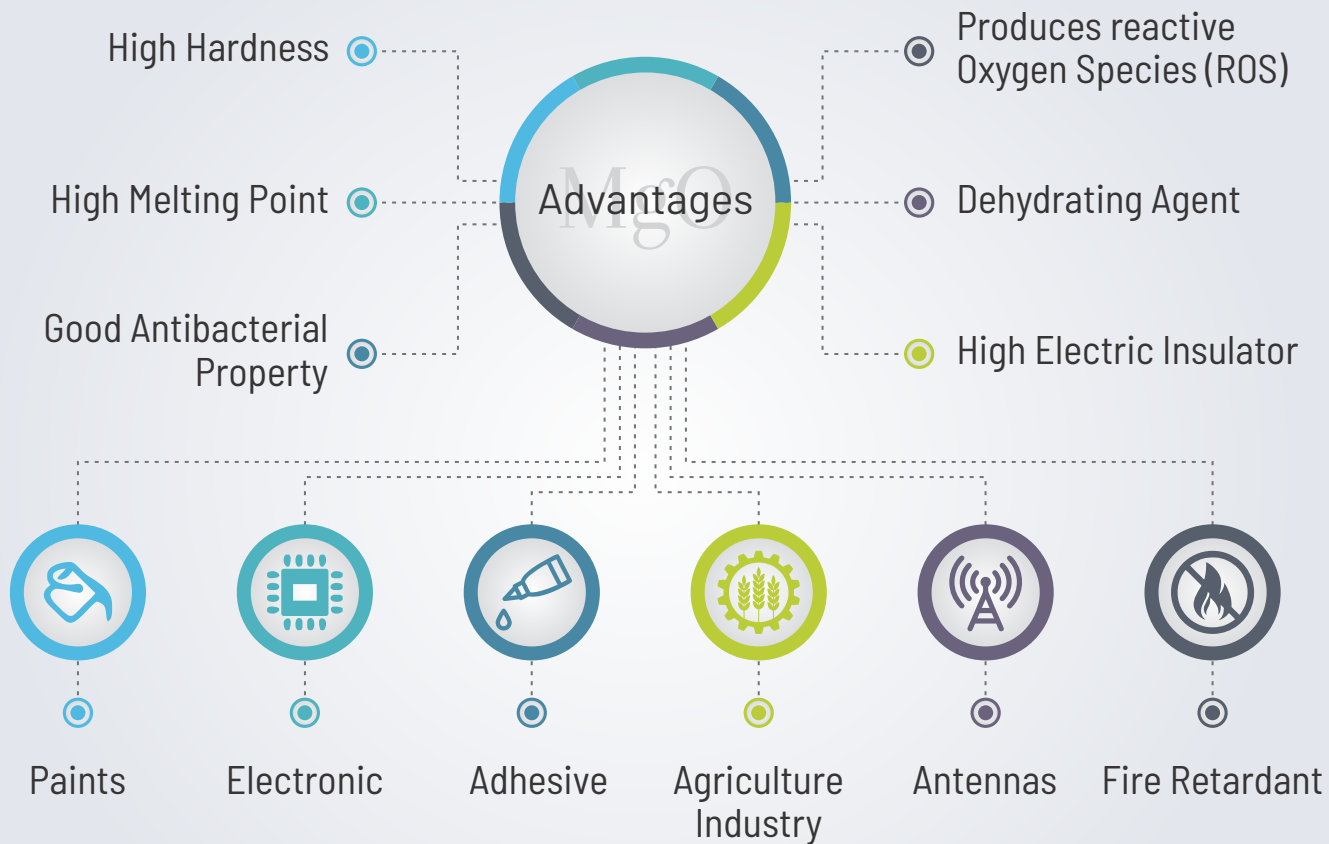 High Hardness
High Melting Point
Good Antibacterial
Property
MgO
Advantages
Produces reactive
Oxygen Species (ROS)
Dehydrating Agent
High Electric Insulator
Paints
Electronic
Adhesive
Agriculture
Industry
Antennas
Fire Retardant